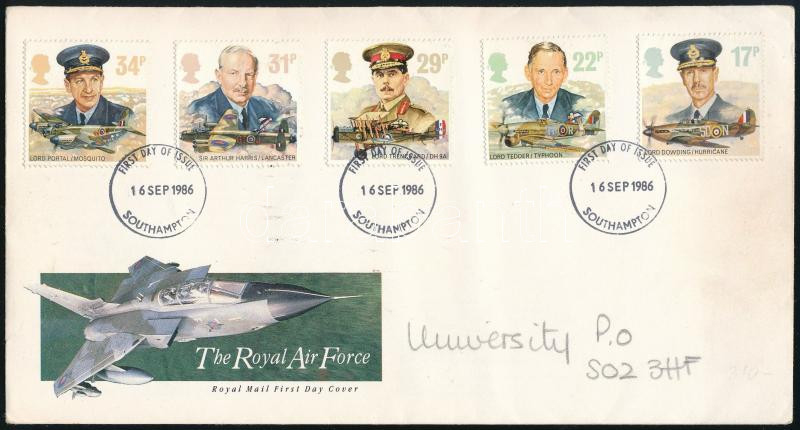 34P
LORD PORTAL/MOSQUITO
31P
SIR ARTHUR HARRIS/LANCASTER
29P
LORD TRENCHARD/DH 9A
22P
LORD TEDDER/TYPHOON
17P
LORD DOWDING/HURRICANE
FIRST DAY OF ISSUE
16 SEP 1986
SOUTHAMPTON
FIRST DAY OF ISSUE
16 SEP 1986
SOUTHAMPTON
FIRST DAY OF ISSUE
16 SEP 1986
SOUTHAMPTON
The Royal Air Force
Royal Mail First Day Cover
University P.O
SO2 3HF